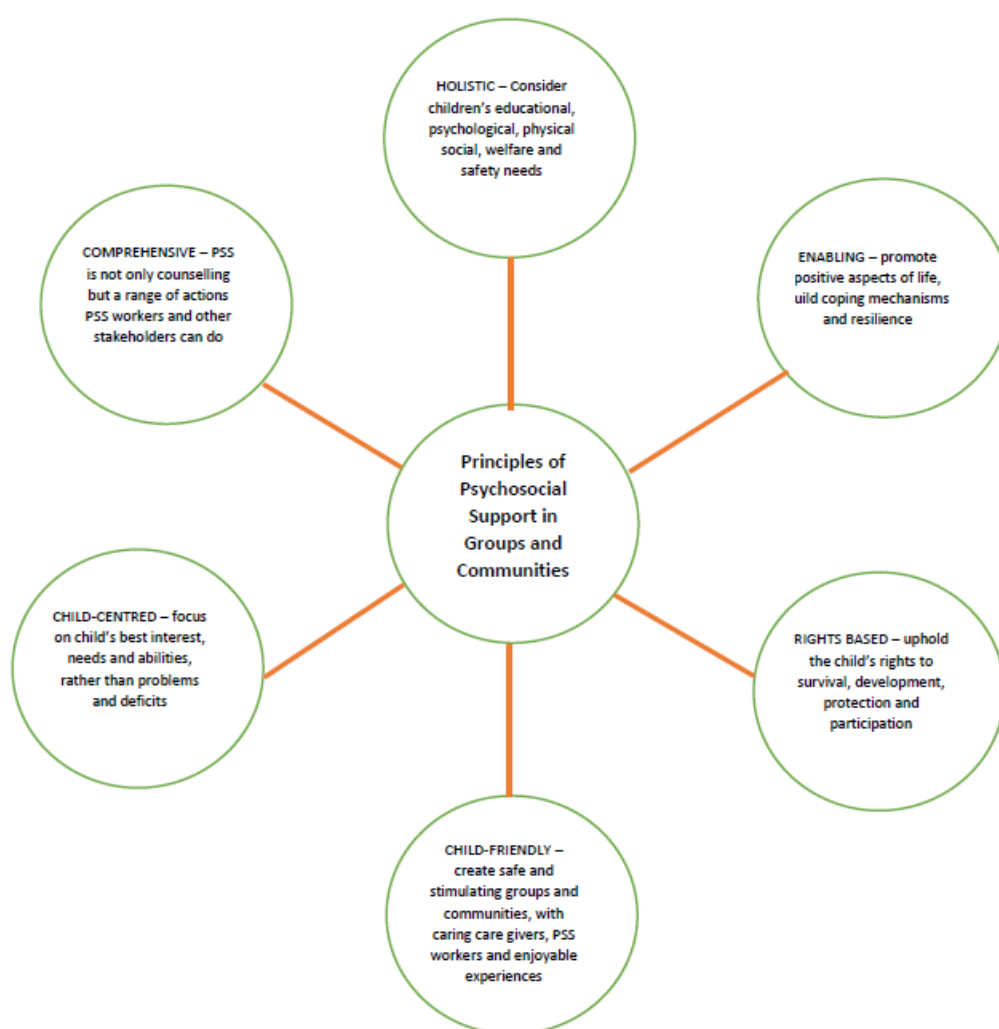 HOLISTIC – Consider
children's educational,
psychological, physical
social, welfare and
safety needs
COMPREHENSIVE – PSS
is not only counselling
but a range of actions
PSS workers and other
stakeholders can do
ENABLING – promote
positive aspects of life,
uild coping mechanisms
and resilience
Principles of
Psychosocial
Support in
Groups and
Communities
CHILD-CENTRED – focus
on child's best interest,
needs and abilities,
rather than problems
and deficits
RIGHTS BASED – uphold
the child's rights to
survival, development,
protection and
participation
CHILD-FRIENDLY –
create safe and
stimulating groups and
communities, with
caring care givers, PSS
workers and enjoyable
experiences